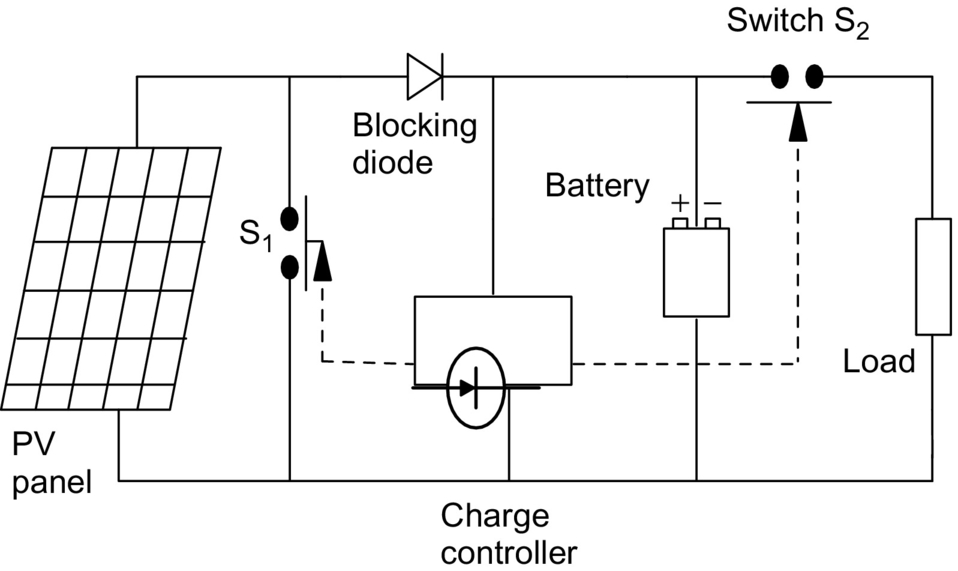 Switch S₂
Blocking
diode
Battery
+ −
S₁
Load
PV
panel
Charge
controller